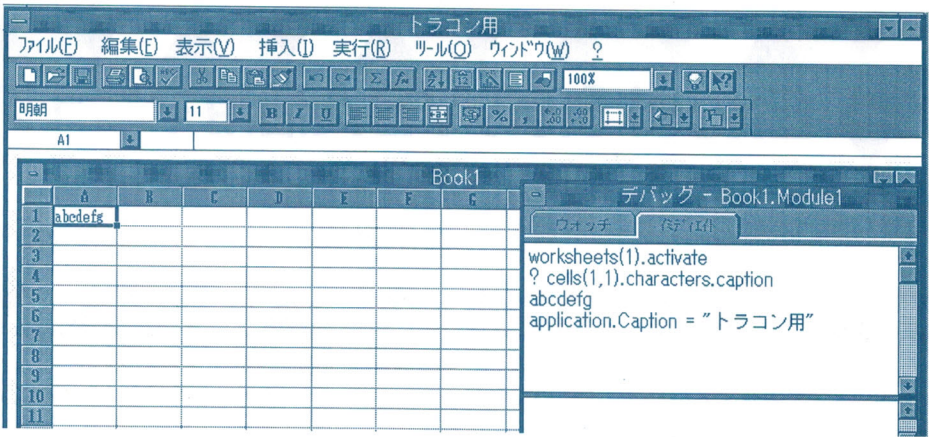 トラコン用
ファイル(F) 編集(E) 表示(V) 挿入(I) 実行(R) ツール(O) ウィンドウ(W) ?
100%
明朝 11 B I U % ,
A1
Book1
A B C D E F G
1 abcdefg
2
3
4
5
6
7
8
9
10
11
デバッグ - Book1.Module1
ウォッチ イミディエイト
worksheets(1).activate
? cells(1,1).characters.caption
abcdefg
application.Caption = "トラコン用"